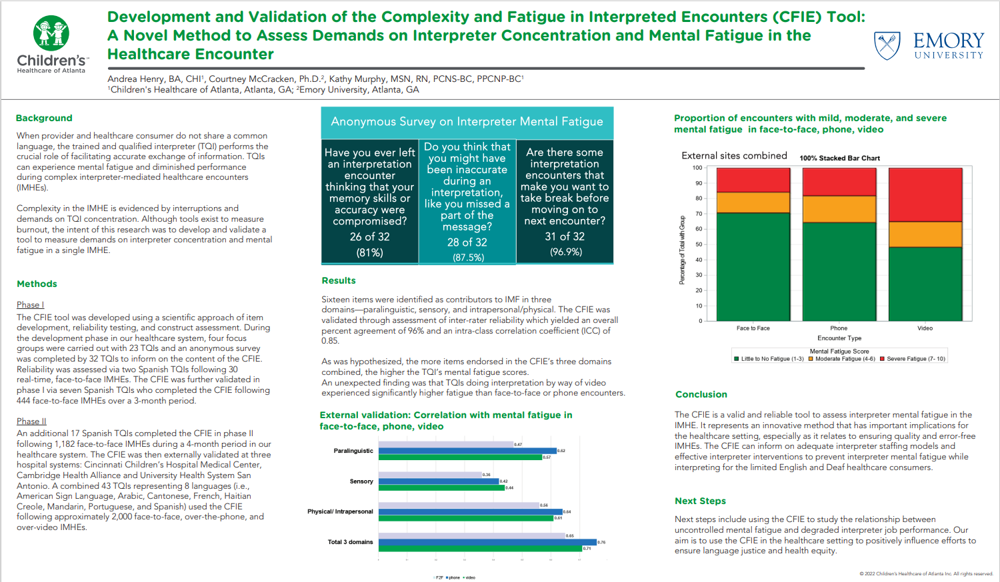 Development and Validation of the Complexity and Fatigue in Interpreted Encounters (CFIE) Tool:
A Novel Method to Assess Demands on Interpreter Concentration and Mental Fatigue in the
Healthcare Encounter
Children's
Healthcare of Atlanta
EMORY
UNIVERSITY
Andrea Henry, BA, CHI¹, Courtney McCracken, Ph.D.², Kathy Murphy, MSN, RN, PCNS-BC, PPCNP-BC¹
¹Children's Healthcare of Atlanta, Atlanta, GA; ²Emory University, Atlanta, GA
Background
When provider and healthcare consumer do not share a common
language, the trained and qualified interpreter (TQI) performs the
crucial role of facilitating accurate exchange of information. TQIs
can experience mental fatigue and diminished performance
during complex interpreter-mediated healthcare encounters
(IMHEs).
Complexity in the IMHE is evidenced by interruptions and
demands on TQI concentration. Although tools exist to measure
burnout, the intent of this research was to develop and validate a
tool to measure demands on interpreter concentration and mental
fatigue in a single IMHE.
Methods
Phase I
The CFIE tool was developed using a scientific approach of item
development, reliability testing, and construct assessment. During
the development phase in our healthcare system, four focus
groups were carried out with 23 TQIs and an anonymous survey
was completed by 32 TQIs to inform on the content of the CFIE.
Reliability was assessed via two Spanish TQIs following 30
real-time, face-to-face IMHEs. The CFIE was further validated in
phase I via seven Spanish TQIs who completed the CFIE following
444 face-to-face IMHEs over a 3-month period.
Phase II
An additional 17 Spanish TQIs completed the CFIE in phase II
following 1,182 face-to-face IMHEs during a 4-month period in our
healthcare system. The CFIE was then externally validated at three
hospital systems: Cincinnati Children's Hospital Medical Center,
Cambridge Health Alliance and University Health System San
Antonio. A combined 43 TQIs representing 8 languages (i.e.,
American Sign Language, Arabic, Cantonese, French, Haitian
Creole, Mandarin, Portuguese, and Spanish) used the CFIE
following approximately 2,000 face-to-face, over-the-phone, and
over-video IMHEs.
Anonymous Survey on Interpreter Mental Fatigue
Have you ever left
an interpretation
encounter
thinking that your
memory skills or
accuracy were
compromised?
26 of 32
(81%)
Do you think that
you might have
been inaccurate
during an
interpretation,
like you missed a
part of the
message?
28 of 32
(87.5%)
Are there some
interpretation
encounters that
make you want to
take break before
moving on to
next encounter?
31 of 32
(96.9%)
Results
Sixteen items were identified as contributors to IMF in three
domains—paralinguistic, sensory, and intrapersonal/physical. The CFIE was
validated through assessment of inter-rater reliability which yielded an overall
percent agreement of 96% and an intra-class correlation coefficient (ICC) of
0.85.
As was hypothesized, the more items endorsed in the CFIE's three domains
combined, the higher the TQI's mental fatigue scores.
An unexpected finding was that TQIs doing interpretation by way of video
experienced significantly higher fatigue than face-to-face or phone encounters.
External validation: Correlation with mental fatigue in
face-to-face, phone, video
Paralinguistic
0.47
0.62
0.57
Sensory
0.36
0.42
0.44
Physical/ Intrapersonal
0.56
0.64
0.61
Total 3 domains
0.65
0.76
0.71
F2F phone video
Proportion of encounters with mild, moderate, and severe
mental fatigue in face-to-face, phone, video
External sites combined
100% Stacked Bar Chart
Percentage of Total with Group
100
90
80
70
60
50
40
30
20
10
0
Face to Face Phone Video
Encounter Type
Mental Fatigue Score
Little to No Fatigue (1-3) Moderate Fatigue (4-6) Severe Fatigue (7- 10)
Conclusion
The CFIE is a valid and reliable tool to assess interpreter mental fatigue in the
IMHE. It represents an innovative method that has important implications for
the healthcare setting, especially as it relates to ensuring quality and error-free
IMHEs. The CFIE can inform on adequate interpreter staffing models and
effective interpreter interventions to prevent interpreter mental fatigue while
interpreting for the limited English and Deaf healthcare consumers.
Next Steps
Next steps include using the CFIE to study the relationship between
uncontrolled mental fatigue and degraded interpreter job performance. Our
aim is to use the CFIE in the healthcare setting to positively influence efforts to
ensure language justice and health equity.
© 2022 Children's Healthcare of Atlanta Inc. All rights reserved.